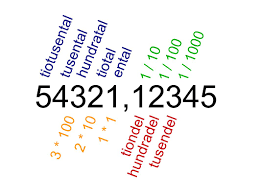 tiotusental
tusental
hundratal
tiotal
ental
1 / 10
1 / 100
1 / 1000
54321,12345
3 * 100
2 * 10
1 * 1
tiondel
hundradel
tusendel